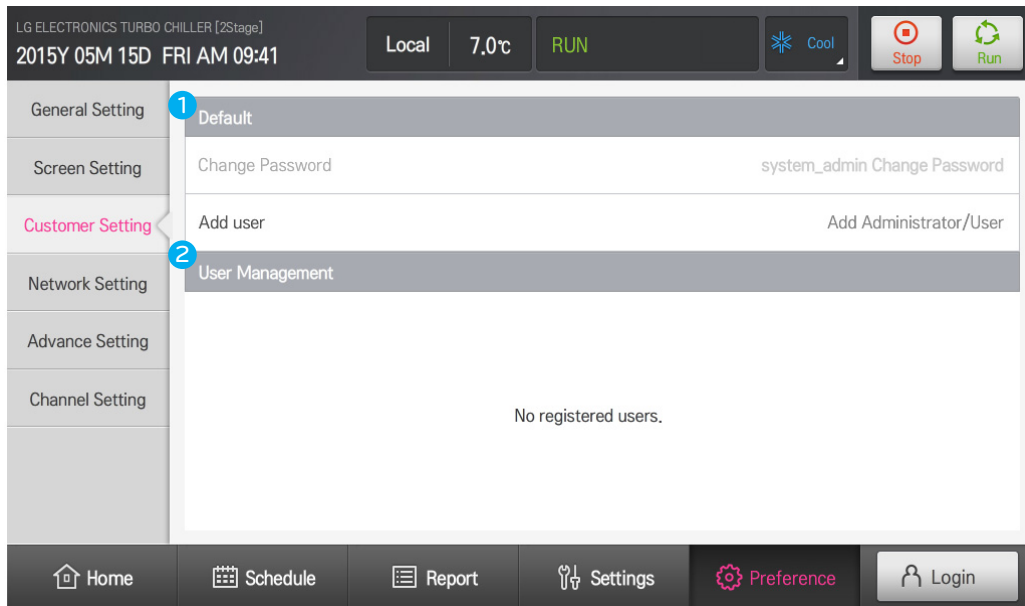 LG ELECTRONICS TURBO CHILLER [2Stage]
2015Y 05M 15D FRI AM 09:41
Local 7.0℃ RUN Cool Stop Run
General Setting
Screen Setting
Customer Setting
Network Setting
Advance Setting
Channel Setting
1 Default
Change Password system_admin Change Password
Add user Add Administrator/User
2 User Management
No registered users.
Home Schedule Report Settings Preference Login